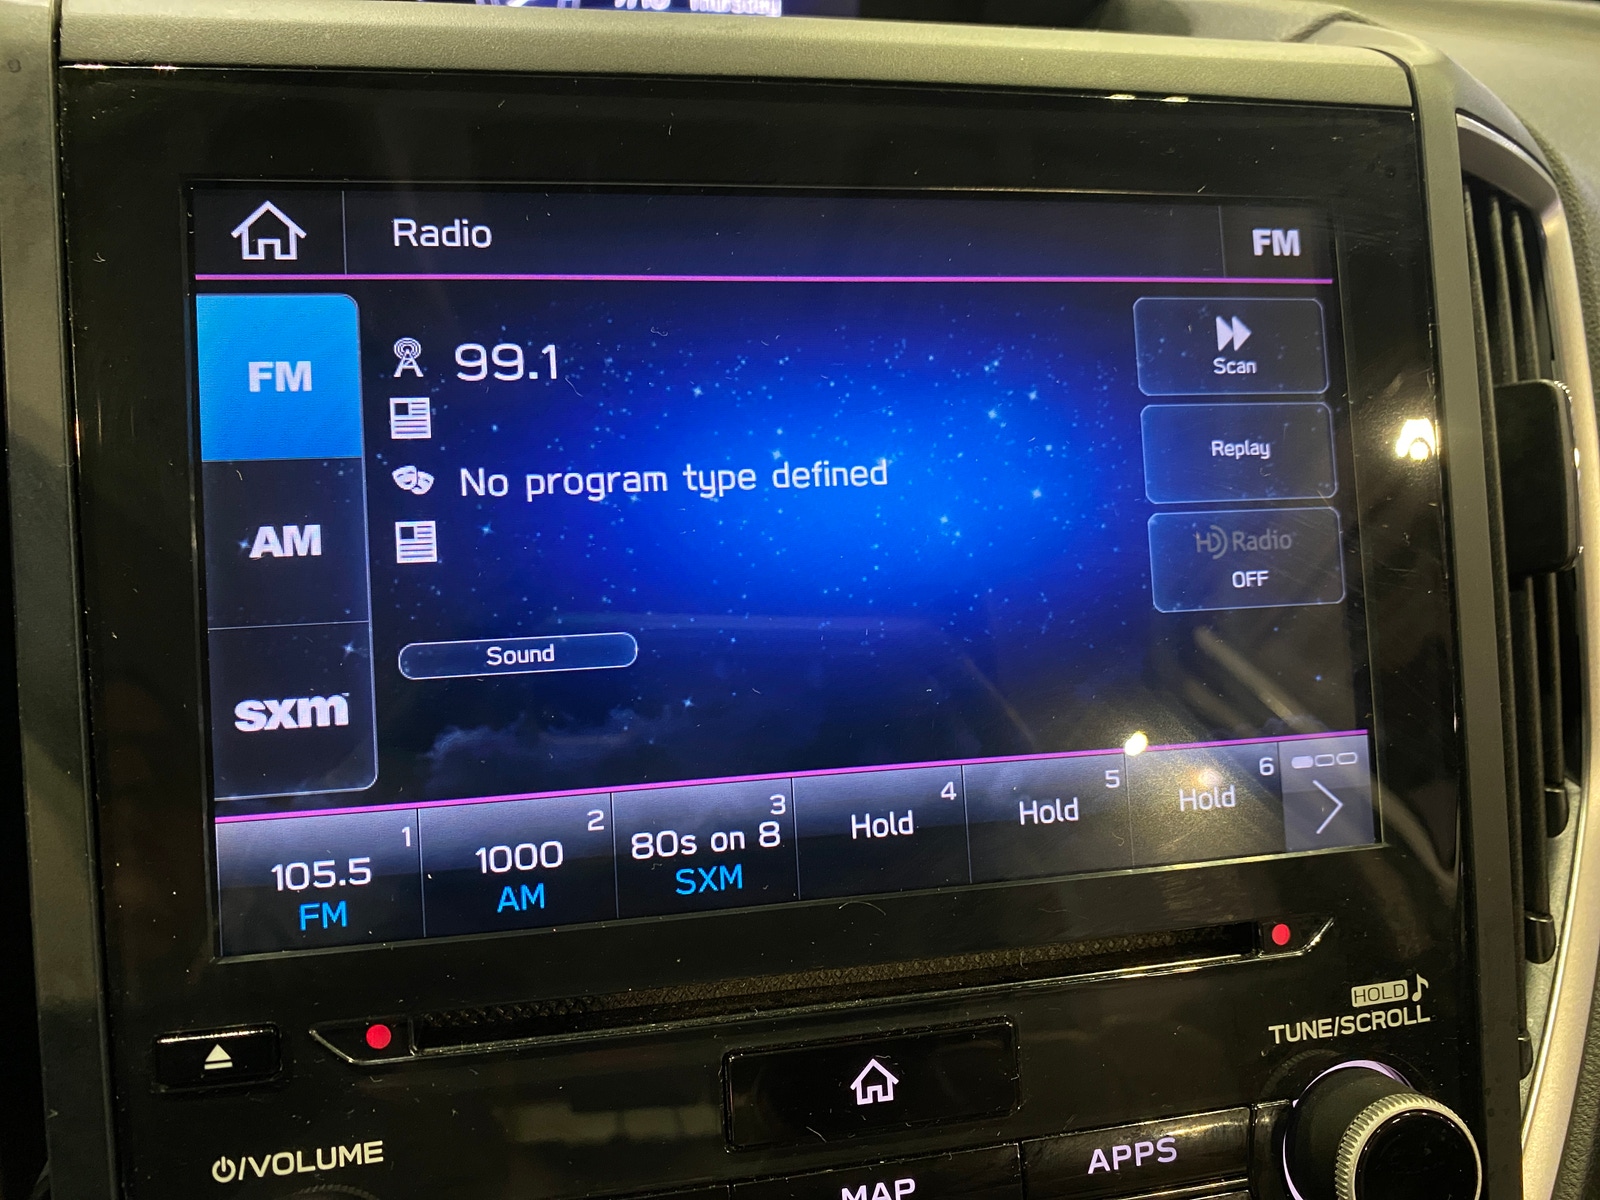 Thursday
Radio
FM
FM
99.1
Scan
AM
No program type defined
Replay
HD Radio
OFF
Sound
sxm
1
105.5
FM
2
1000
AM
3
80s on 8
SXM
4
Hold
5
Hold
6
Hold
HOLD
TUNE/SCROLL
/VOLUME
APPS
MAP